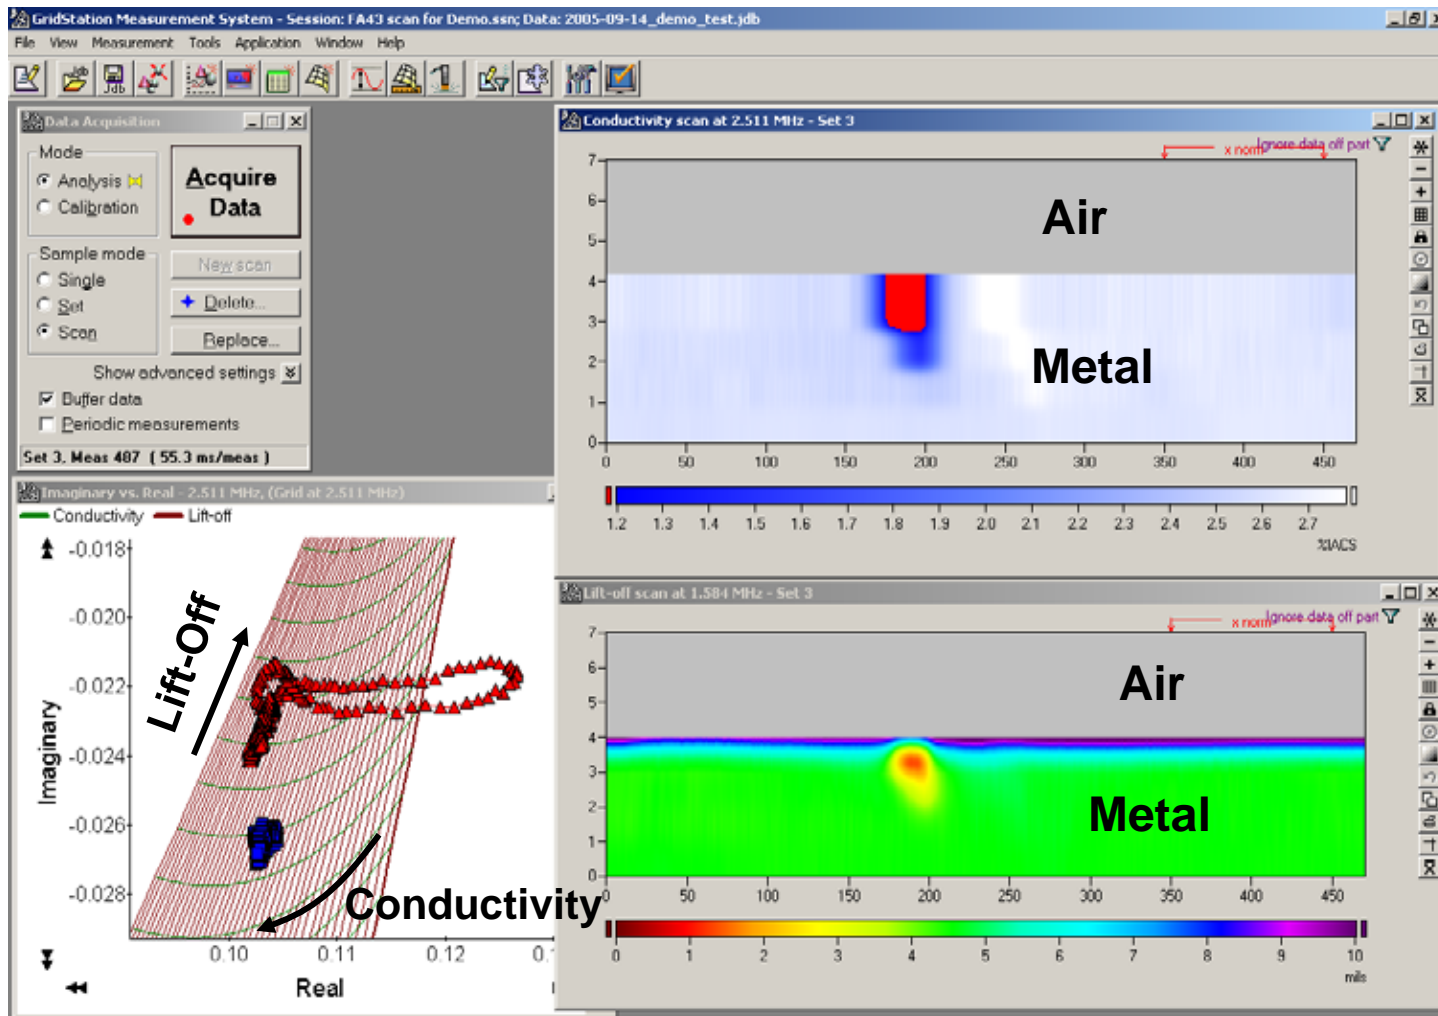 GridStation Measurement System - Session: FA43 scan for Demo.ssn; Data: 2005-09-14_demo_test.jdb
File View Measurement Tools Application Window Help
Jdb
Data Acquisition
Mode
Analysis
Calibration
Acquire
Data
Sample mode
Single
Set
Scan
New scan
Delete...
Replace...
Show advanced settings
Buffer data
Periodic measurements
Set 3, Meas 487 ( 55.3 ms/meas )
Conductivity scan at 2.511 MHz - Set 3
Ignore data off part
x norm
7
6
5
4
3
2
1
0
Air
Metal
0 50 100 150 200 250 300 350 400 450
1.2 1.3 1.4 1.5 1.6 1.7 1.8 1.9 2.0 2.1 2.2 2.3 2.4 2.5 2.6 2.7
%IACS
Imaginary vs. Real - 2.511 MHz, (Grid at 2.511 MHz)
Conductivity Lift-off
-0.018
-0.020
-0.022
-0.024
-0.026
-0.028
Imaginary
Lift-Off
Conductivity
0.10 0.11 0.12
Real
Lift-off scan at 1.584 MHz - Set 3
Ignore data off part
x norm
7
6
5
4
3
2
1
0
Air
Metal
0 50 100 150 200 250 300 350 400 450
0 1 2 3 4 5 6 7 8 9 10
mils